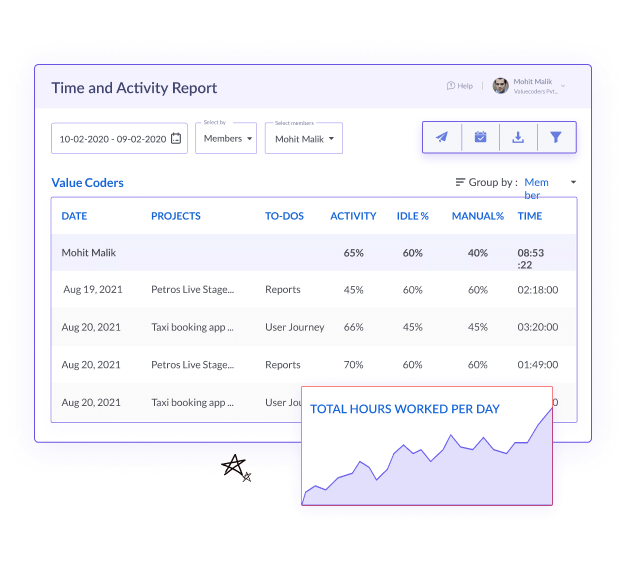 Time and Activity Report
Help
Mohit Malik
Valuecoders Pvt...
Select by
Select members
10-02-2020 - 09-02-2020
Members
Mohit Malik
Value Coders
Group by :
Mem
ber
DATE PROJECTS TO-DOS ACTIVITY IDLE % MANUAL% TIME
Mohit Malik 65% 60% 40% 08:53
:22
Aug 19, 2021 Petros Live Stage... Reports 45% 60% 60% 02:18:00
Aug 20, 2021 Taxi booking app ... User Journey 66% 45% 45% 03:20:00
Aug 20, 2021 Petros Live Stage... Reports 70% 60% 60% 01:49:00
Aug 20, 2021 Taxi booking app ... User Jou 0
TOTAL HOURS WORKED PER DAY